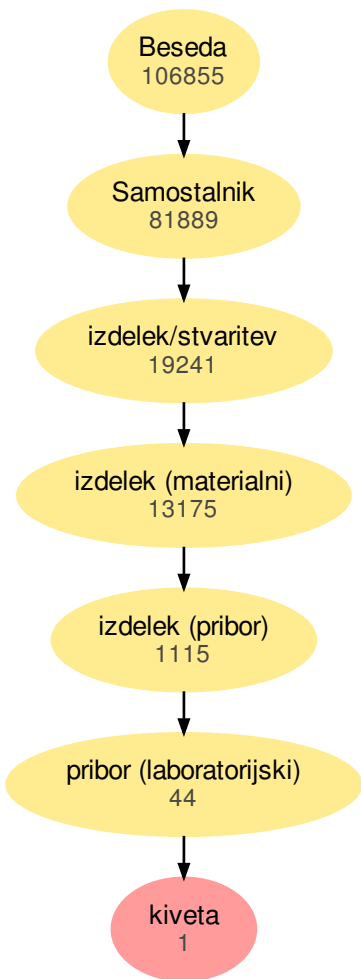 Beseda
106855
Samostalnik
81889
izdelek/stvaritev
19241
izdelek (materialni)
13175
izdelek (pribor)
1115
pribor (laboratorijski)
44
kiveta
1